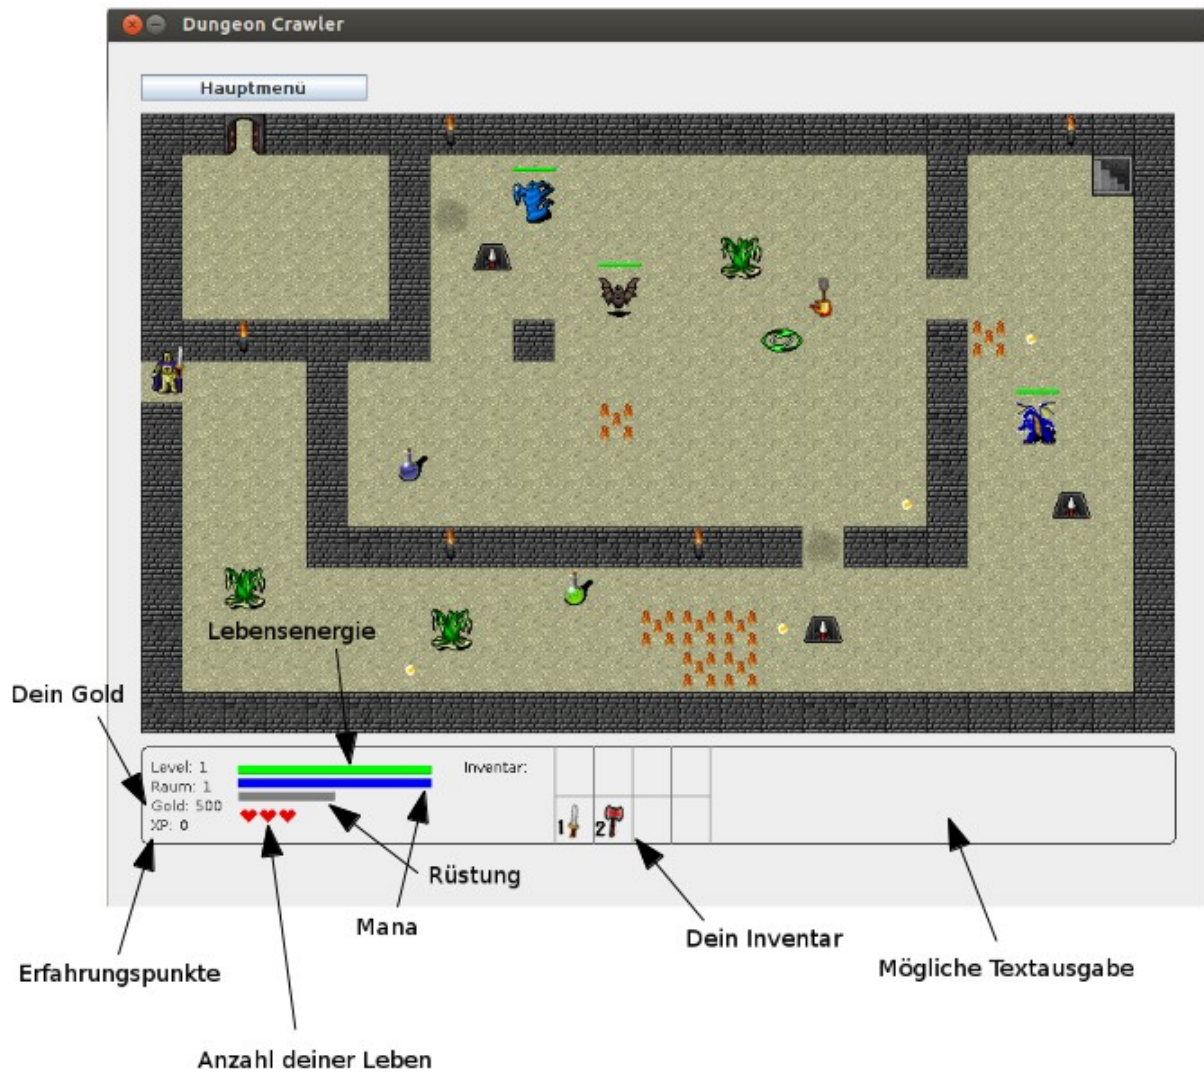 Dungeon Crawler
Hauptmenü
Lebensenergie
Dein Gold
Level: 1
Raum: 1
Gold: 500
XP: 0
Inventar:
1
2
Rüstung
Mana
Dein Inventar
Erfahrungspunkte
Mögliche Textausgabe
Anzahl deiner Leben